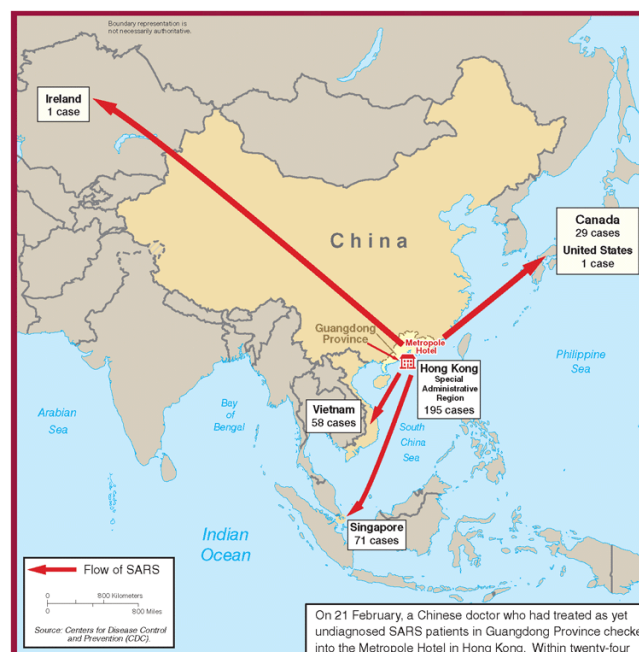 Boundary representation is
not necessarily authoritative.
Ireland
1 case
Canada
29 cases
United States
1 case
China
Guangdong
Province
Metropole
Hotel
Hong Kong
Special
Administrative
Region
195 cases
Philippine
Sea
Arabian
Sea
Bay
of
Bengal
Vietnam
58 cases
South
China
Sea
Singapore
71 cases
Indian
Ocean
Flow of SARS
0 800 Kilometers
0 800 Miles
Source: Centers for Disease Control
and Prevention (CDC).
On 21 February, a Chinese doctor who had treated as yet
undiagnosed SARS patients in Guangdong Province checke
into the Metropole Hotel in Hong Kong. Within twenty-four